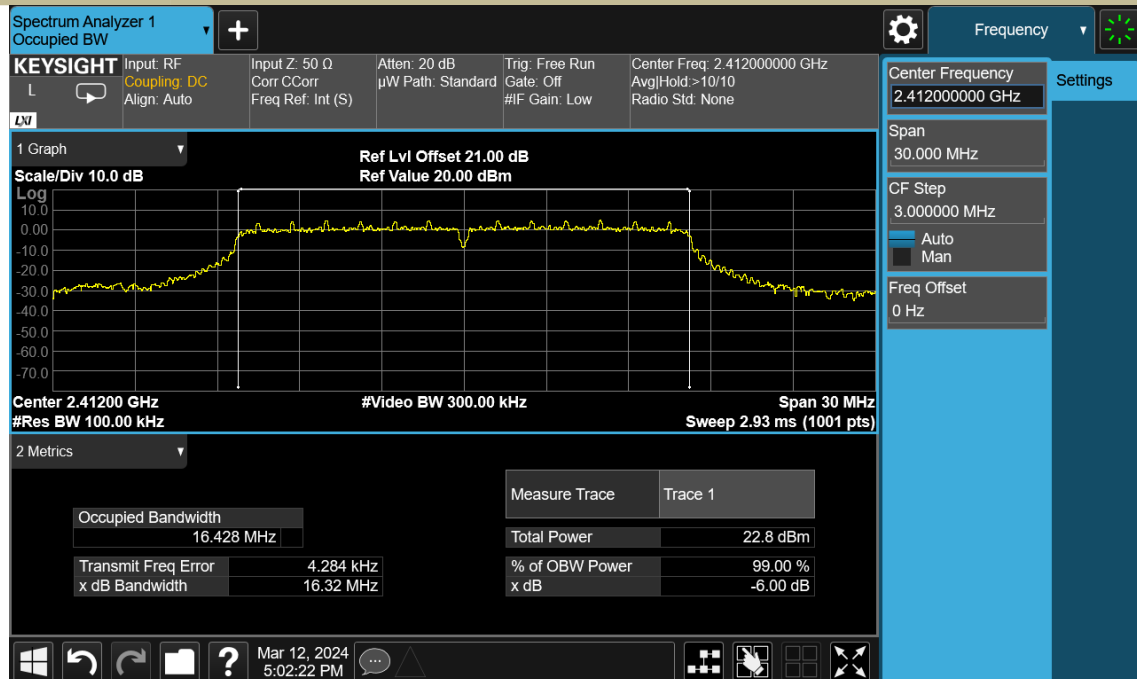 Spectrum Analyzer 1
Occupied BW
+
Frequency
KEYSIGHT
L
LXI
Input: RF
Coupling: DC
Align: Auto
Input Z: 50 Ω
Corr CCorr
Freq Ref: Int (S)
Atten: 20 dB
µW Path: Standard
Trig: Free Run
Gate: Off
#IF Gain: Low
Center Freq: 2.412000000 GHz
Avg|Hold:>10/10
Radio Std: None
Center Frequency
2.412000000 GHz
Settings
Span
30.000 MHz
CF Step
3.000000 MHz
Auto
Man
Freq Offset
0 Hz
1 Graph
Scale/Div 10.0 dB
Ref Lvl Offset 21.00 dB
Ref Value 20.00 dBm
Log
10.0
0.00
-10.0
-20.0
-30.0
-40.0
-50.0
-60.0
-70.0
Center 2.41200 GHz
#Video BW 300.00 kHz
Span 30 MHz
#Res BW 100.00 kHz
Sweep 2.93 ms (1001 pts)
2 Metrics
Measure Trace Trace 1
Occupied Bandwidth
16.428 MHz
Total Power 22.8 dBm
Transmit Freq Error 4.284 kHz
% of OBW Power 99.00 %
x dB Bandwidth 16.32 MHz
x dB -6.00 dB
?
Mar 12, 2024
5:02:22 PM